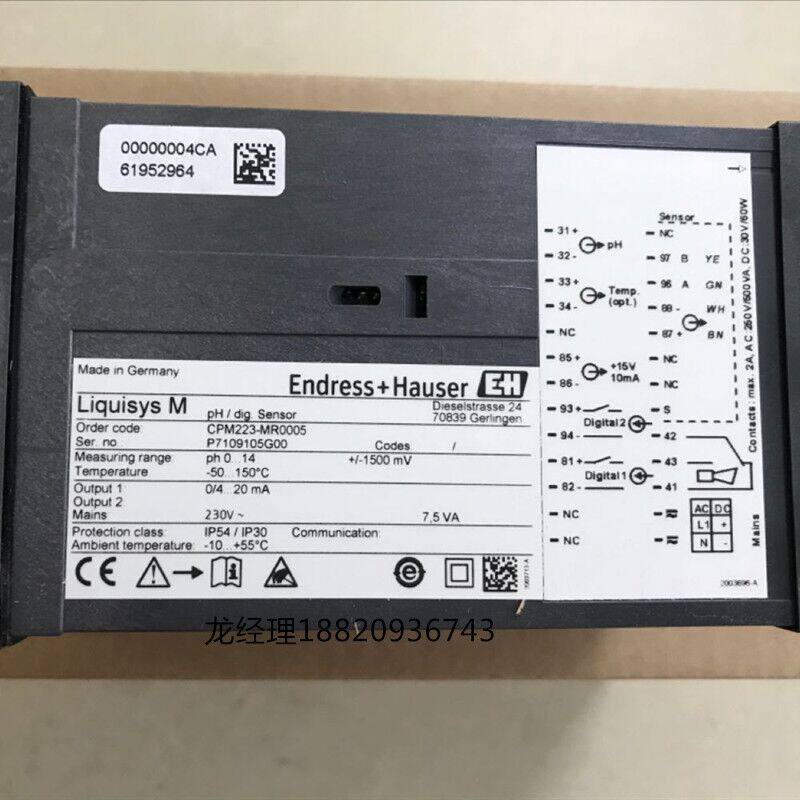 00000004CA
61952964
Made in Germany
Endress+Hauser EH
Liquisys M pH / dig. Sensor
Dieselstrasse 24
70839 Gerlingen
Order code: CPM223-MR0005
Ser. no.: P7109105G00 Codes: /
Measuring range: ph 0...14 +/-1500 mV
Temperature -50...150°C
Output 1 0/4...20 mA
Output 2
Mains 230V ~ 7,5 VA
Protection class: IP54 / IP30 Communication:
Ambient temperature: -10...+55°C
CE
2003713-A
31 +
32 -
pH
33 +
34 -
Temp.
(opt.)
NC
85 +
86 -
+15V
10mA
93 +
94 -
Digital 2
81 +
82 -
Digital 1
NC
NC
Sensor
NC
97 B YE
96 A GN
88 - WH
87 + BN
NC
NC
S
42
43
41
AC DC
L1 +
N -
Mains
Contacts: max. 2A, AC:250V/500VA, DC:30V/60W
2003696-A
龙经理18820936743